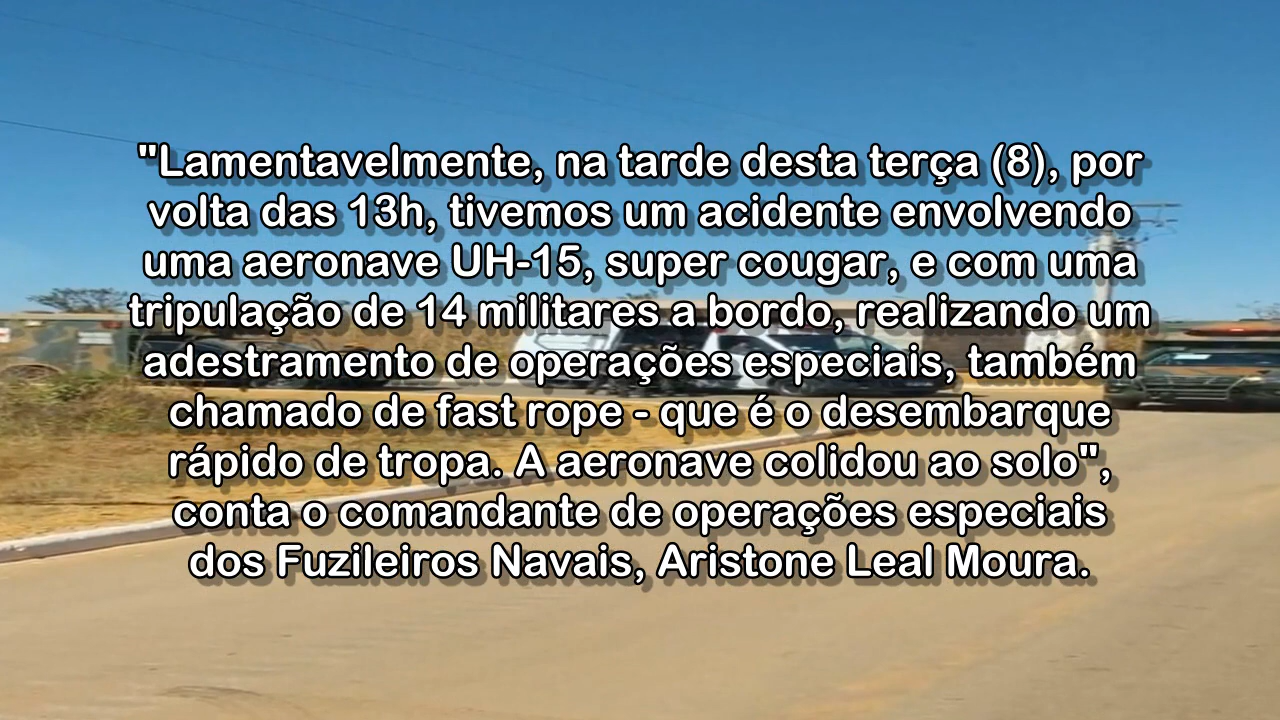 "Lamentavelmente, na tarde desta terça (8), por
volta das 13h, tivemos um acidente envolvendo
uma aeronave UH-15, super cougar, e com uma
tripulação de 14 militares a bordo, realizando um
adestramento de operações especiais, também
chamado de fast rope - que é o desembarque
rápido de tropa. A aeronave colidou ao solo",
conta o comandante de operações especiais
dos Fuzileiros Navais, Aristone Leal Moura.